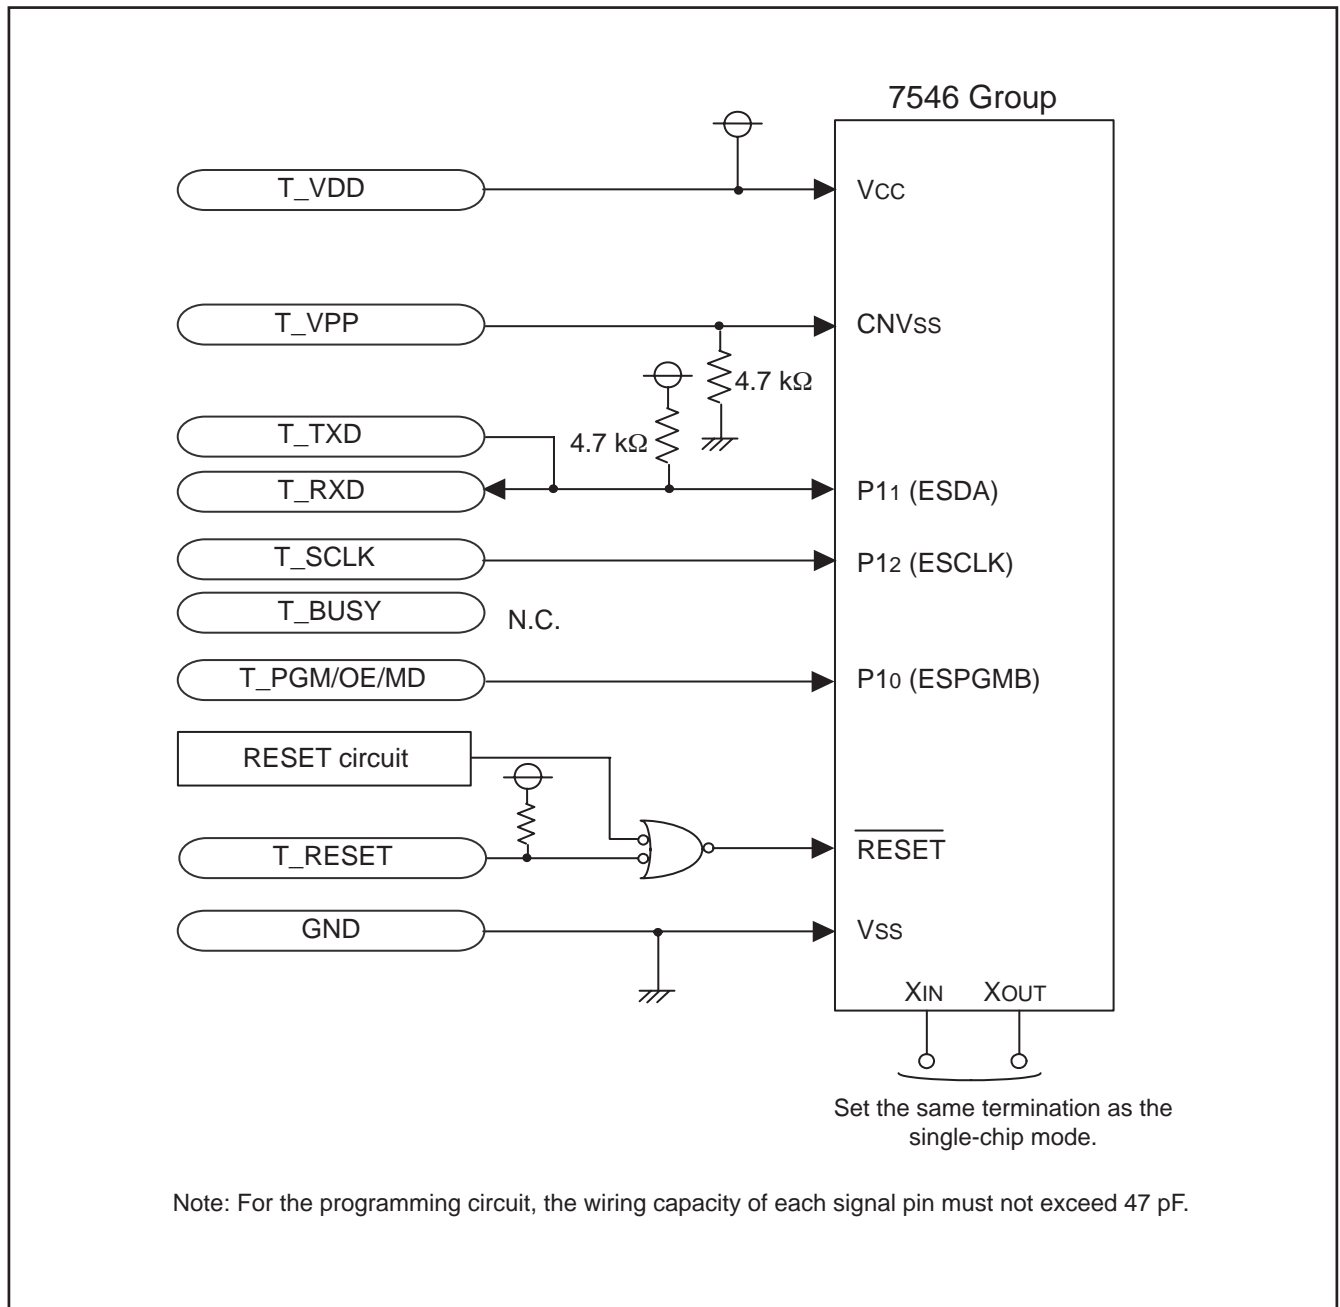 7546 Group
T_VDD
VCC
T_VPP
CNVSS
4.7 kΩ
T_TXD
4.7 kΩ
T_RXD
P11 (ESDA)
T_SCLK
P12 (ESCLK)
T_BUSY
N.C.
T_PGM/OE/MD
P10 (ESPGMB)
RESET circuit
T_RESET
RESET
GND
VSS
XIN XOUT
Set the same termination as the
single-chip mode.
Note: For the programming circuit, the wiring capacity of each signal pin must not exceed 47 pF.